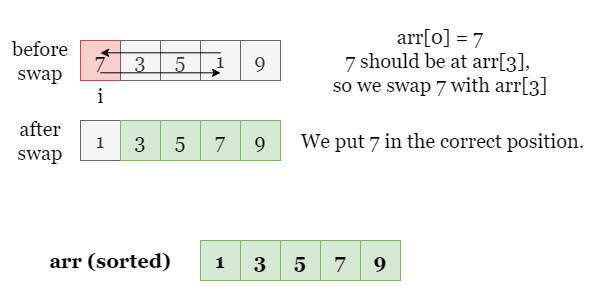 before
swap
7 3 5 1 9
i
arr[0] = 7
7 should be at arr[3],
so we swap 7 with arr[3]
after
swap
1 3 5 7 9
We put 7 in the correct position.
arr (sorted)
1 3 5 7 9